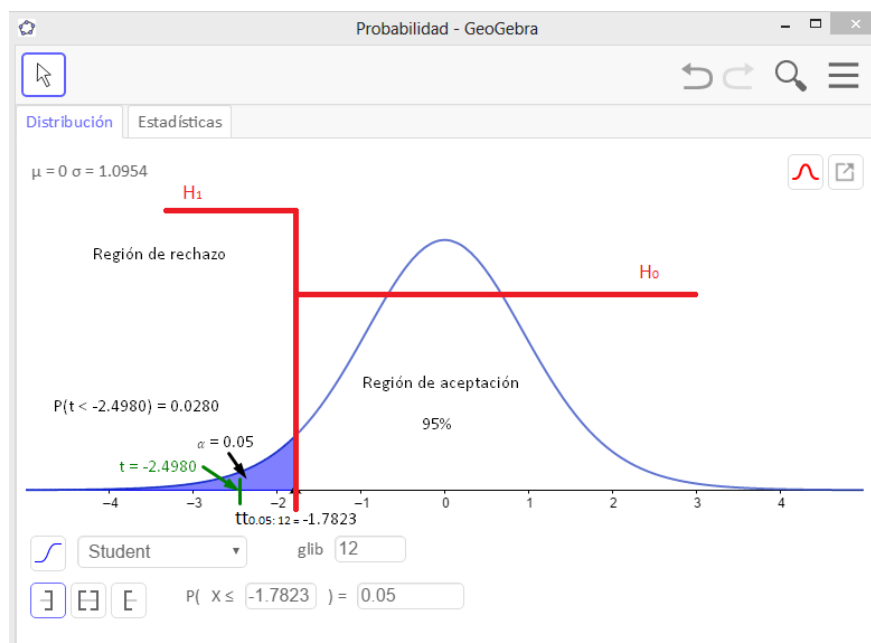 Probabilidad - GeoGebra
Distribución Estadísticas
μ = 0 σ = 1.0954
H₁
Región de rechazo
H₀
Región de aceptación
P(t < -2.4980) = 0.0280
95%
α = 0.05
t = -2.4980
−4 −3 −2 −1 0 1 2 3 4
tt₀.₀₅; ₁₂ = -1.7823
Student glib 12
P( X ≤ -1.7823 ) = 0.05